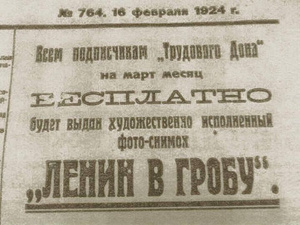 № 764, 16 февраля 1924 г.
Всем подписчикам „Трудового Дона“
на март месяц
БЕСПЛАТНО
будет выдан художественно исполненный
фото-снимок
„ЛЕНИН В ГРОБУ“.